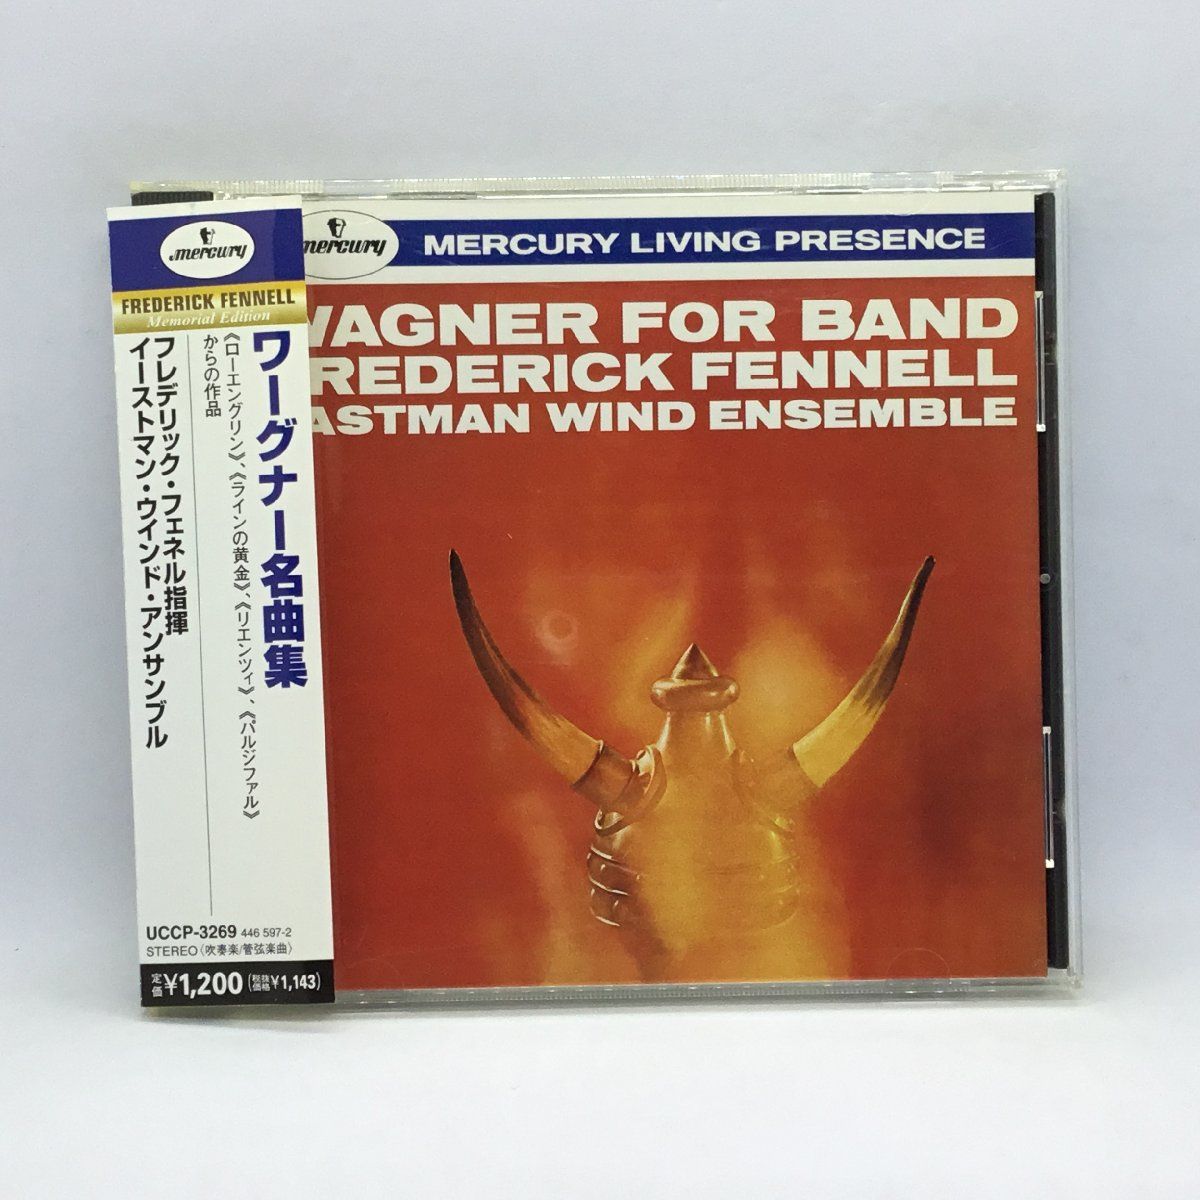 mercury
FREDERICK FENNELL
Memorial Edition
ワーグナー名曲集
《ローエングリン》、《ラインの黄金》、《リエンツィ》、《パルジファル》
からの作品
フレデリック・フェネル指揮
イーストマン・ウインド・アンサンブル
UCCP-3269 446 597-2
STEREO〈吹奏楽/管弦楽曲〉
定価¥1,200(税抜価格¥1,143)
mercury MERCURY LIVING PRESENCE
WAGNER FOR BAND
FREDERICK FENNELL
EASTMAN WIND ENSEMBLE